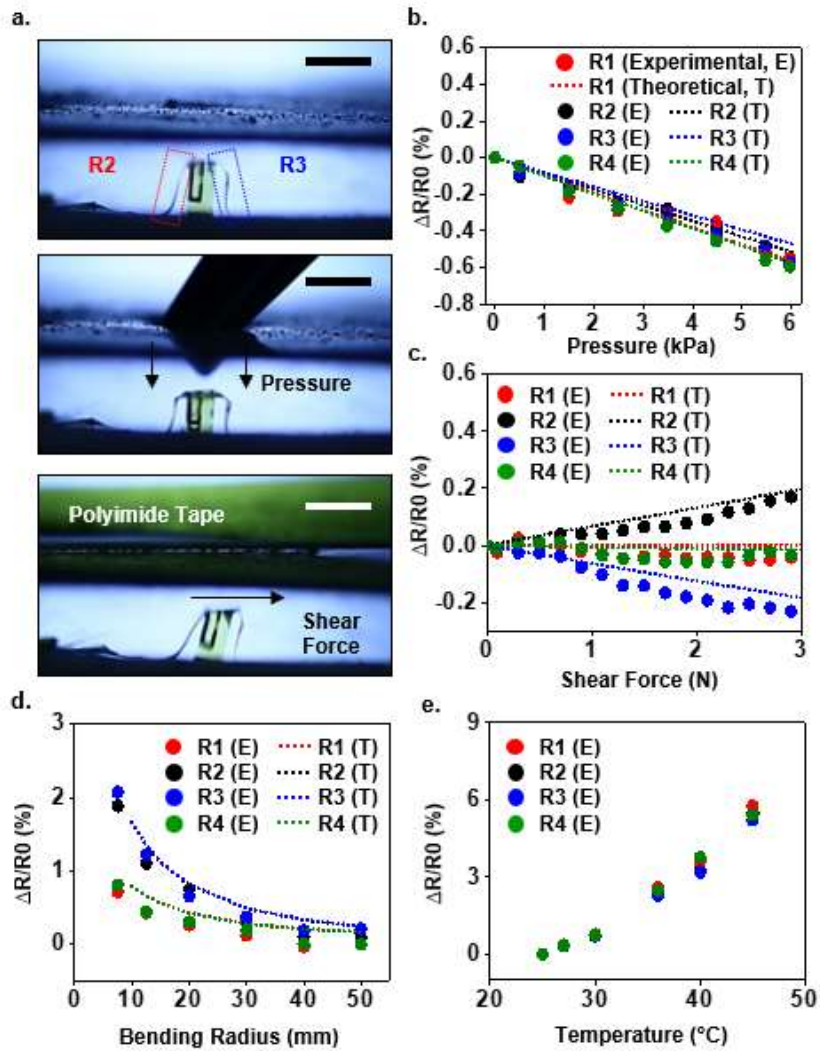 a.
R2 R3
Pressure
Polyimide Tape
Shear
Force
b.
0.6
0.4
0.2
0.0
-0.2
-0.4
-0.6
-0.8
ΔR/R0 (%)
R1 (Experimental, E)
R1 (Theoretical, T)
R2 (E) R2 (T)
R3 (E) R3 (T)
R4 (E) R4 (T)
0 1 2 3 4 5 6
Pressure (kPa)
c.
0.6
0.4
0.2
0.0
-0.2
ΔR/R0 (%)
R1 (E) R1 (T)
R2 (E) R2 (T)
R3 (E) R3 (T)
R4 (E) R4 (T)
0 1 2 3
Shear Force (N)
d.
3
2
1
0
ΔR/R0 (%)
R1 (E) R1 (T)
R2 (E) R2 (T)
R3 (E) R3 (T)
R4 (E) R4 (T)
0 10 20 30 40 50
Bending Radius (mm)
e.
9
6
3
0
ΔR/R0 (%)
R1 (E)
R2 (E)
R3 (E)
R4 (E)
20 30 40 50
Temperature (°C)